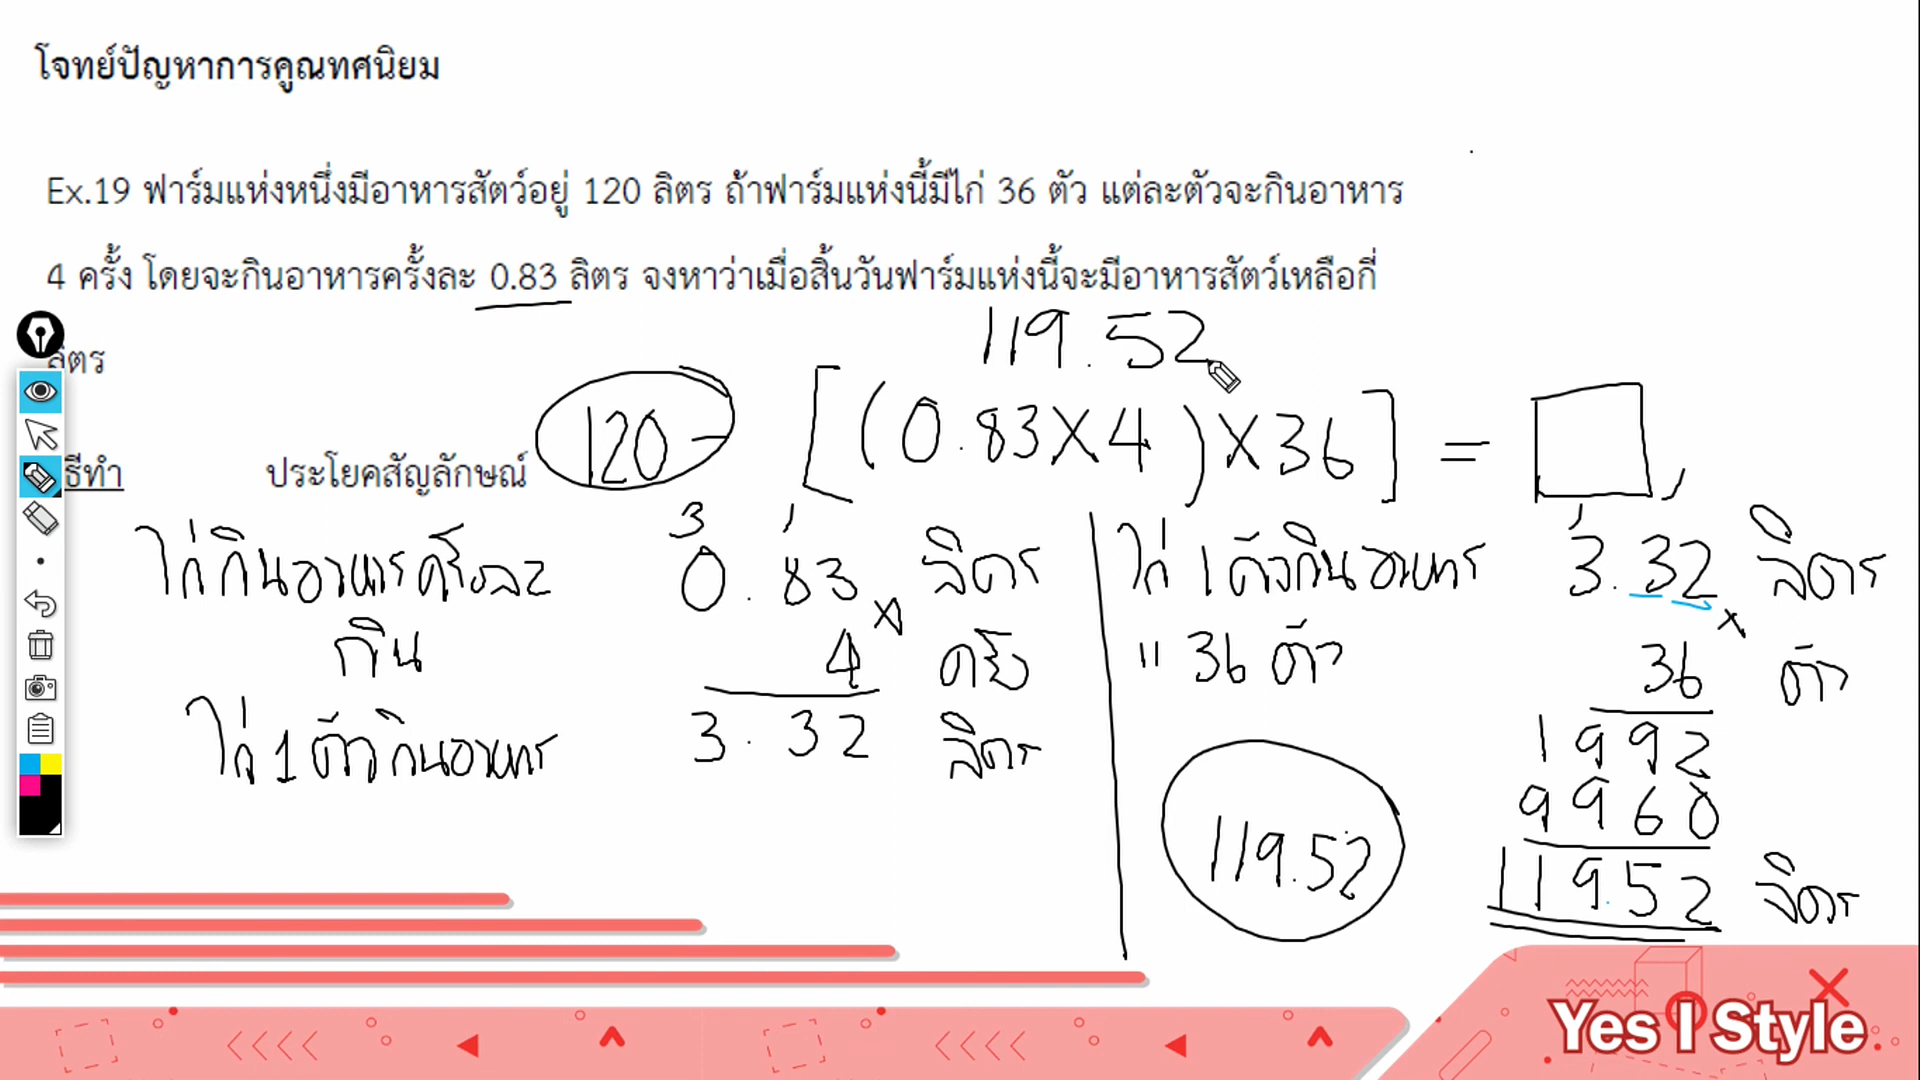 โจทย์ปัญหาการคูณทศนิยม
Ex.19 ฟาร์มแห่งหนึ่งมีอาหารสัตว์อยู่ 120 ลิตร ถ้าฟาร์มแห่งนี้มีไก่ 36 ตัว แต่ละตัวจะกินอาหาร
4 ครั้ง โดยจะกินอาหารครั้งละ 0.83 ลิตร จงหาว่าเมื่อสิ้นวันฟาร์มแห่งนี้จะมีอาหารสัตว์เหลือกี่
ลิตร
119.52
ธีทำ ประโยคสัญลักษณ์ 120 - [(0.83×4)×36] = □,
3 1
ไก่กินอาหารครั้งละ 0.83 ลิตร
×
กิน 4 ครั้ง
ไก่ 1 ตัวกินอาหาร 3.32 ลิตร
1
ไก่ 1 ตัวกินอาหาร 3.32 ลิตร
×
" 36 ตัว 36 ตัว
1992
9960
119.52 ลิตร
119.52
Yes I Style